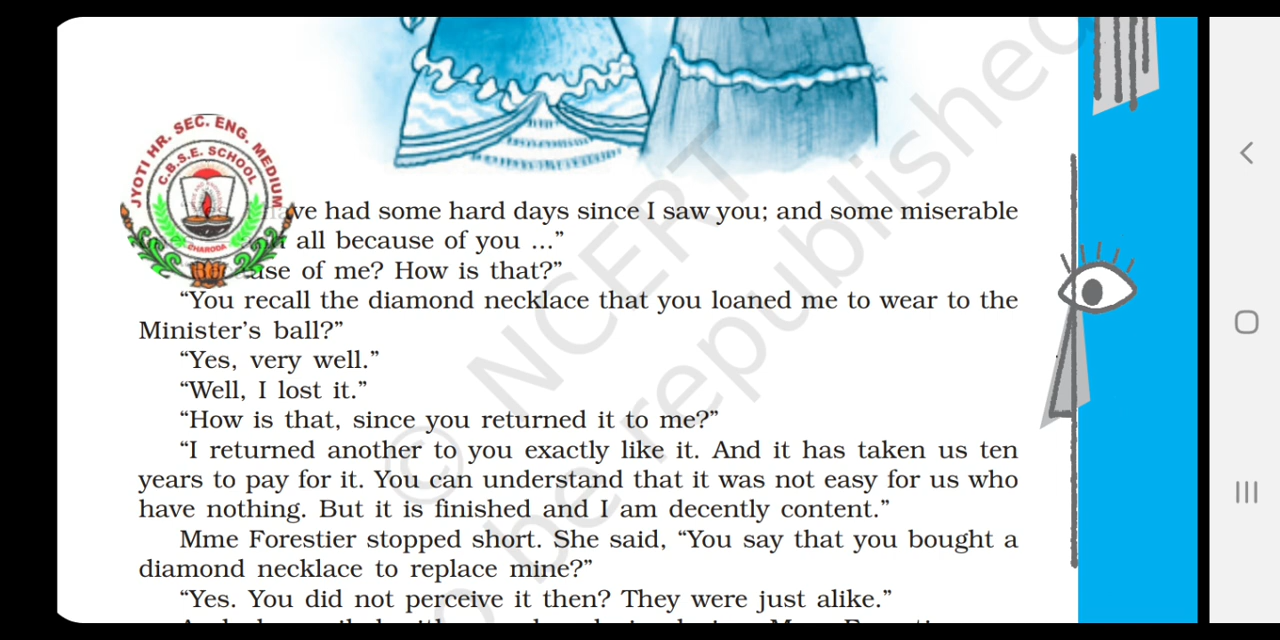 JYOTI HR. SEC. ENG. MEDIUM
C.B.S.E. SCHOOL
CHARODA
have had some hard days since I saw you; and some miserable
all because of you ...”
of me? How is that?”
“You recall the diamond necklace that you loaned me to wear to the
Minister’s ball?”
“Yes, very well.”
“Well, I lost it.”
“How is that, since you returned it to me?”
“I returned another to you exactly like it. And it has taken us ten
years to pay for it. You can understand that it was not easy for us who
have nothing. But it is finished and I am decently content.”
Mme Forestier stopped short. She said, “You say that you bought a
diamond necklace to replace mine?”
“Yes. You did not perceive it then? They were just alike.”
© NCERT
be republished